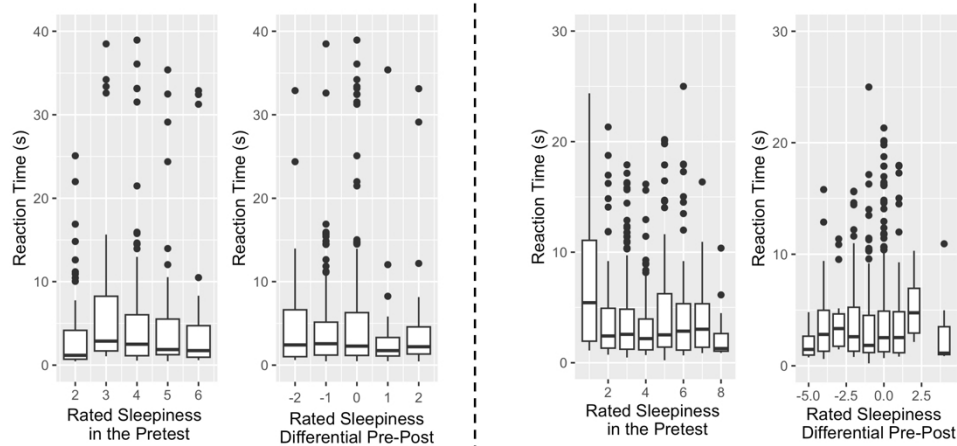 40
30
20
10
0
Reaction Time (s)
2 3 4 5 6
Rated Sleepiness
in the Pretest
40
30
20
10
0
Reaction Time (s)
-2 -1 0 1 2
Rated Sleepiness
Differential Pre-Post
30
20
10
0
Reaction Time (s)
2 4 6 8
Rated Sleepiness
in the Pretest
30
20
10
0
Reaction Time (s)
-5.0 -2.5 0.0 2.5
Rated Sleepiness
Differential Pre-Post